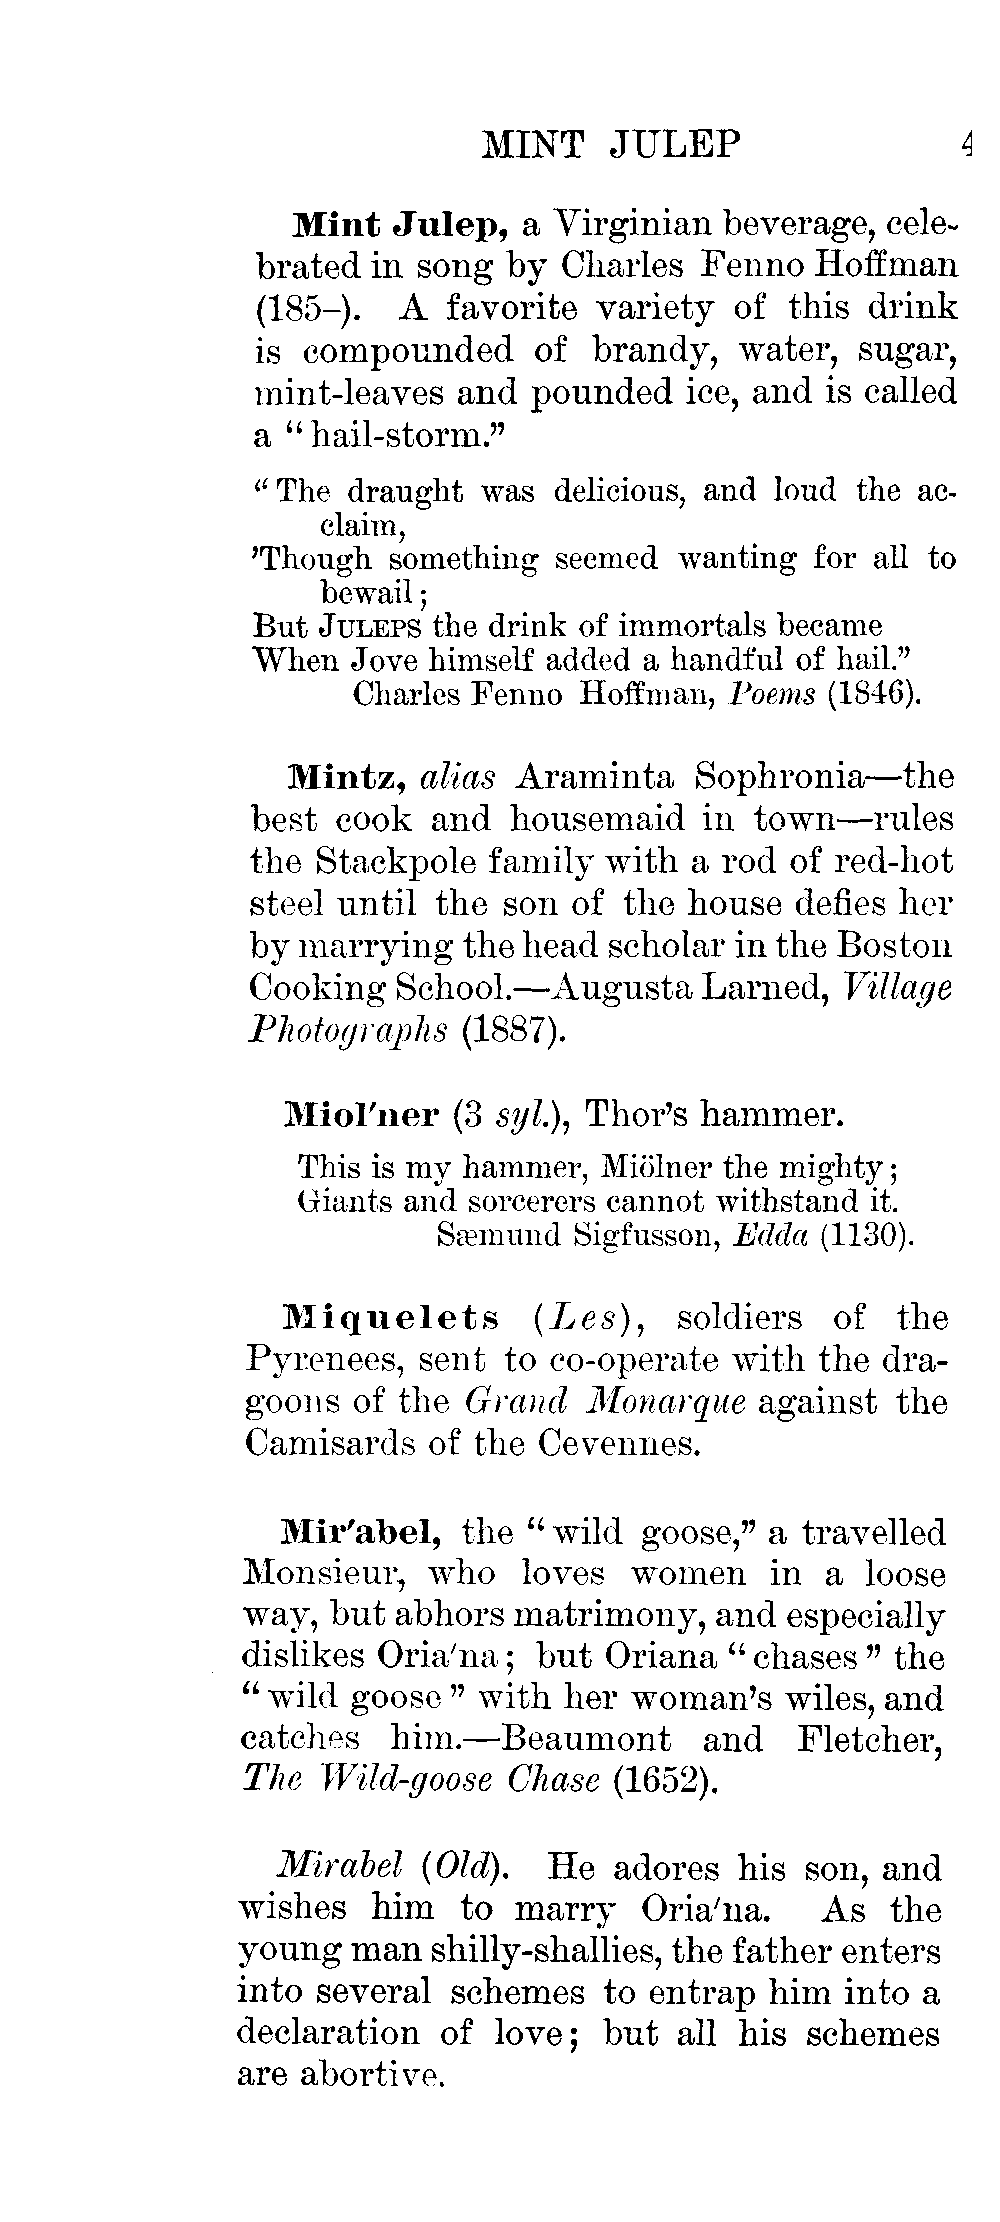 MINT JULEP 4
Mint Julep, a Virginian beverage, cele-
brated in song by Charles Fenno Hoffman
(185–). A favorite variety of this drink
is compounded of brandy, water, sugar,
mint-leaves and pounded ice, and is called
a “hail-storm.”
“The draught was delicious, and loud the ac-
claim,
’Though something seemed wanting for all to
bewail;
But JULEPS the drink of immortals became
When Jove himself added a handful of hail.”
Charles Fenno Hoffman, Poems (1846).
Mintz, alias Araminta Sophronia—the
best cook and housemaid in town—rules
the Stackpole family with a rod of red-hot
steel until the son of the house defies her
by marrying the head scholar in the Boston
Cooking School.—Augusta Larned, Village
Photographs (1887).
Miol'ner (3 syl.), Thor’s hammer.
This is my hammer, Miölner the mighty;
Giants and sorcerers cannot withstand it.
Sæmund Sigfusson, Edda (1130).
Miquelets (Les), soldiers of the
Pyrenees, sent to co-operate with the dra-
goons of the Grand Monarque against the
Camisards of the Cevennes.
Mir'abel, the “wild goose,” a travelled
Monsieur, who loves women in a loose
way, but abhors matrimony, and especially
dislikes Oria'na; but Oriana “chases” the
“wild goose” with her woman’s wiles, and
catches him.—Beaumont and Fletcher,
The Wild-goose Chase (1652).
Mirabel (Old). He adores his son, and
wishes him to marry Oria'na. As the
young man shilly-shallies, the father enters
into several schemes to entrap him into a
declaration of love; but all his schemes
are abortive.